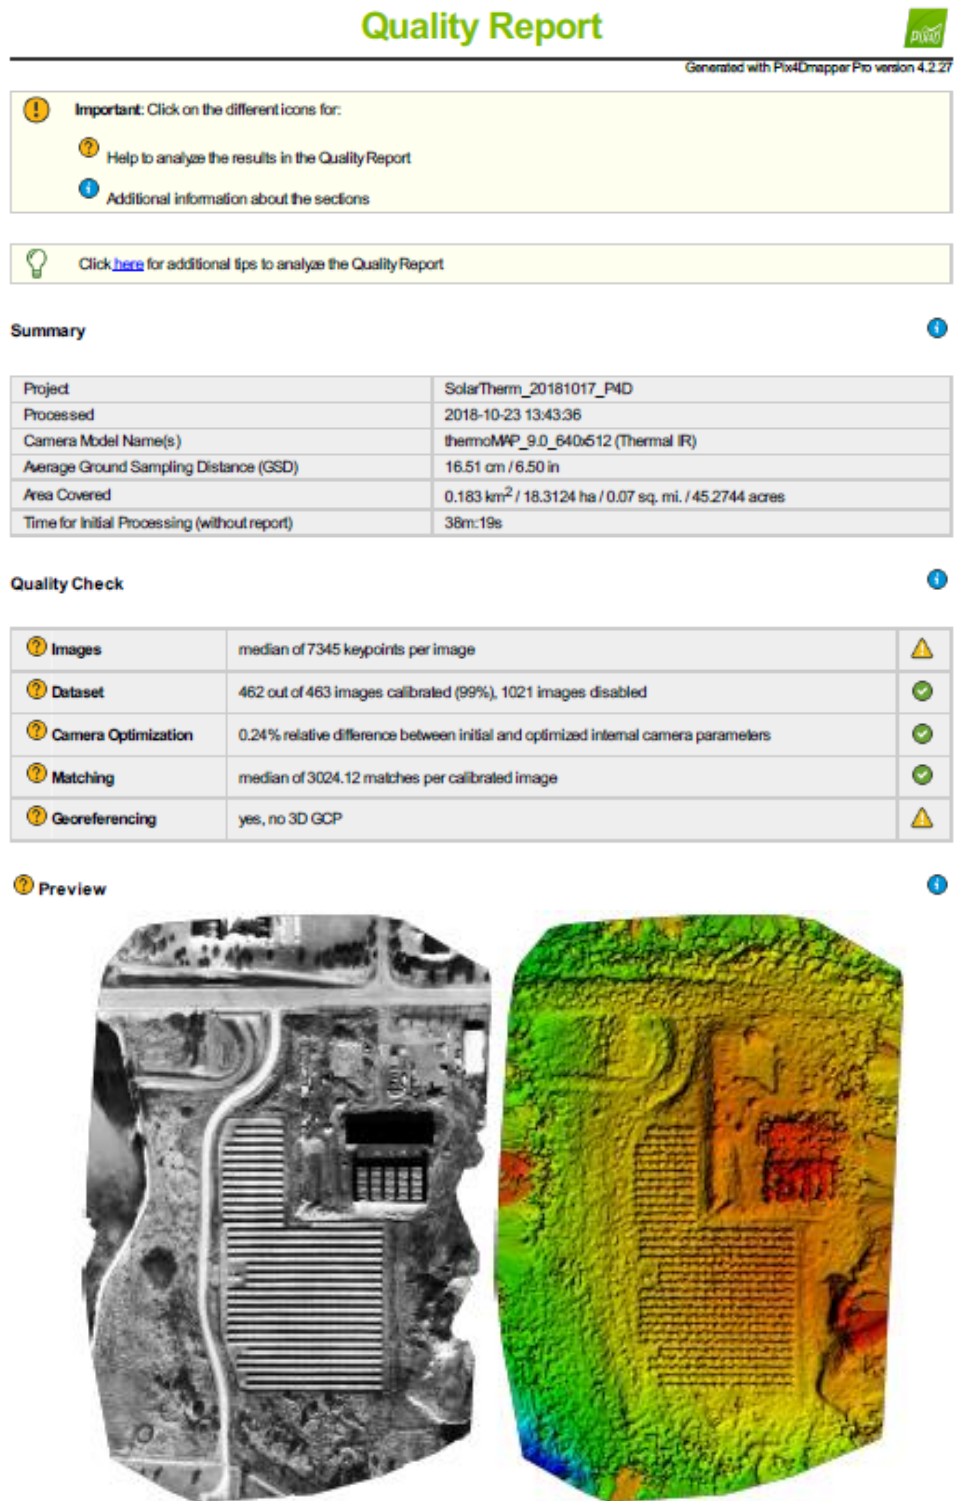 Quality Report
PIX4D
Generated with Pix4Dmapper Pro version 4.2.27
Important: Click on the different icons for:
Help to analyze the results in the Quality Report
Additional information about the sections
Click here for additional tips to analyze the Quality Report
Summary
Project SolarTherm_20181017_P4D
Processed 2018-10-23 13:43:36
Camera Model Name(s) thermoMAP_9.0_640x512 (Thermal IR)
Average Ground Sampling Distance (GSD) 16.51 cm / 6.50 in
Area Covered 0.183 km² / 18.3124 ha / 0.07 sq. mi. / 45.2744 acres
Time for Initial Processing (without report) 38m:19s
Quality Check
Images median of 7345 keypoints per image
Dataset 462 out of 463 images calibrated (99%), 1021 images disabled
Camera Optimization 0.24% relative difference between initial and optimized internal camera parameters
Matching median of 3024.12 matches per calibrated image
Georeferencing yes, no 3D GCP
Preview